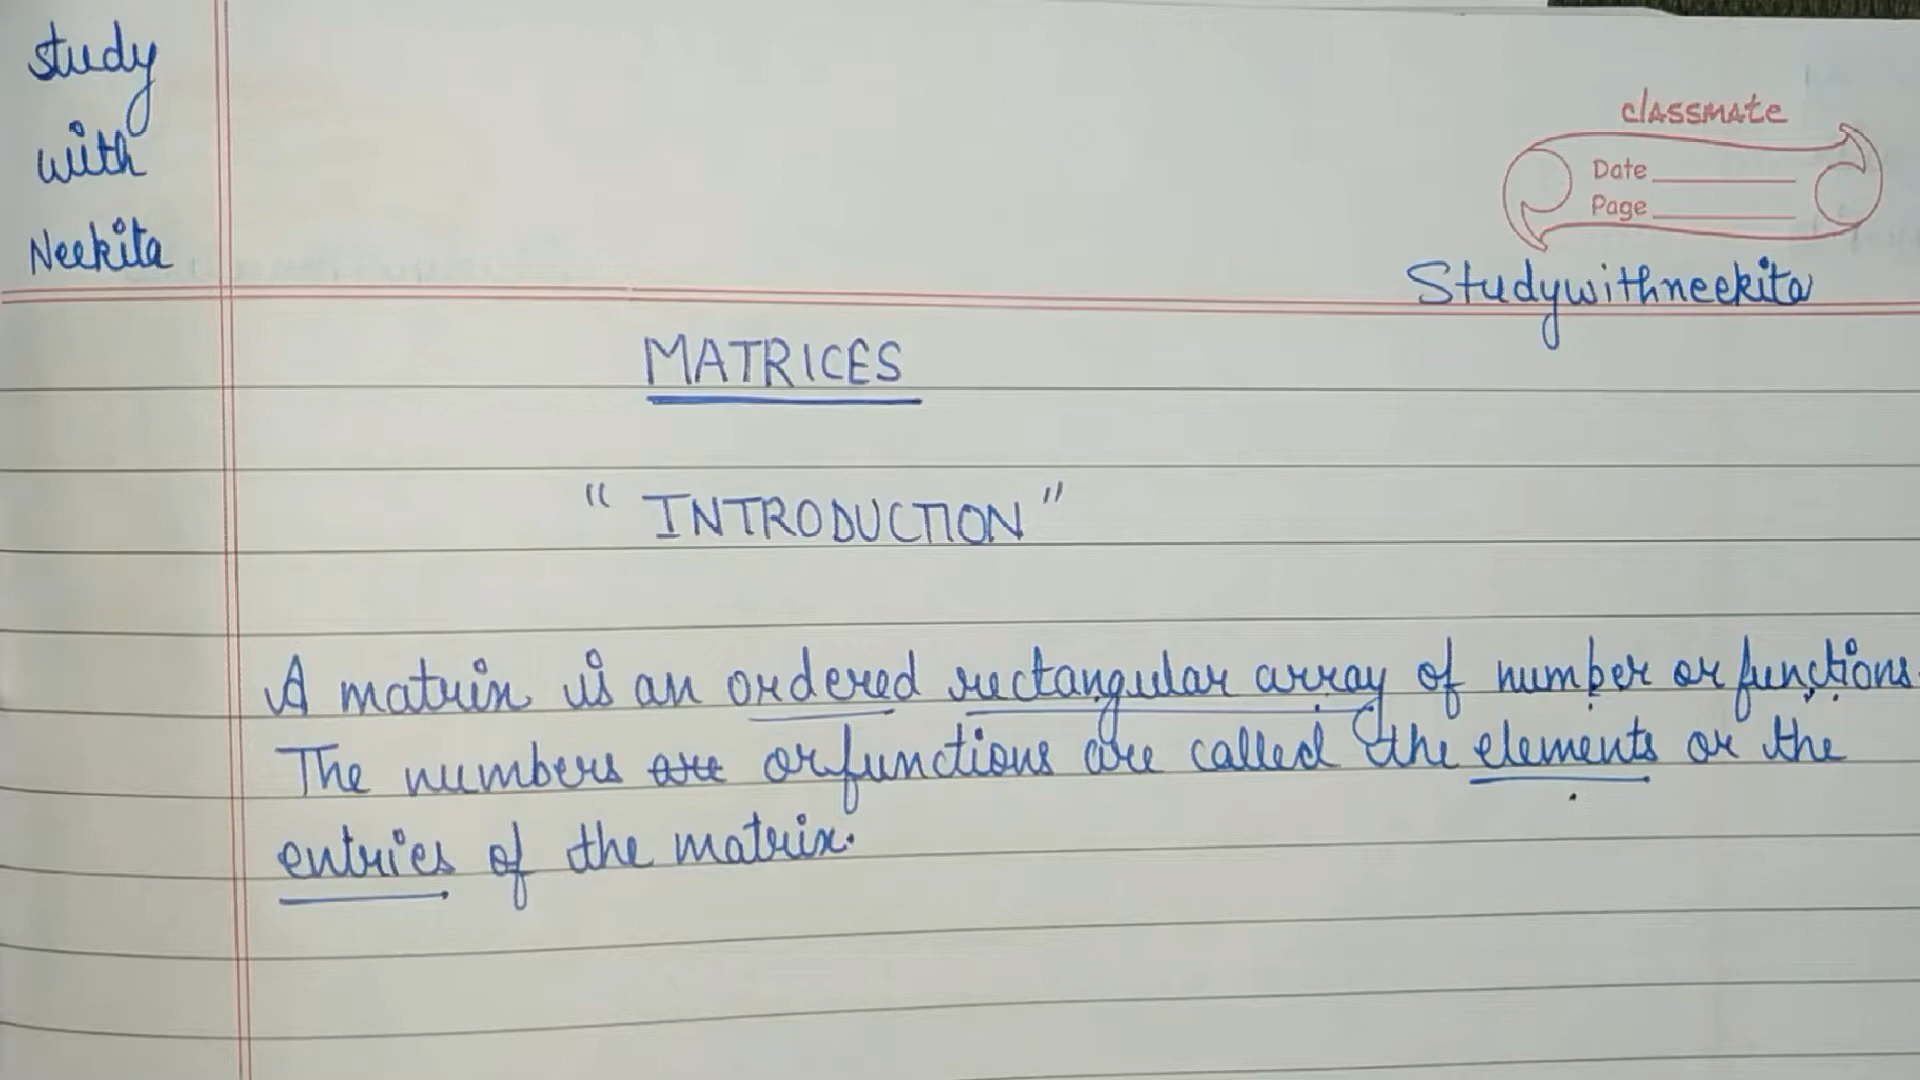 study
with
Neekita
classmate
Date
Page
Studywithneekita
MATRICES
" INTRODUCTION "
A matrix is an ordered rectangular array of number or functions.
The numbers are or functions are called the elements or the
entries of the matrix.